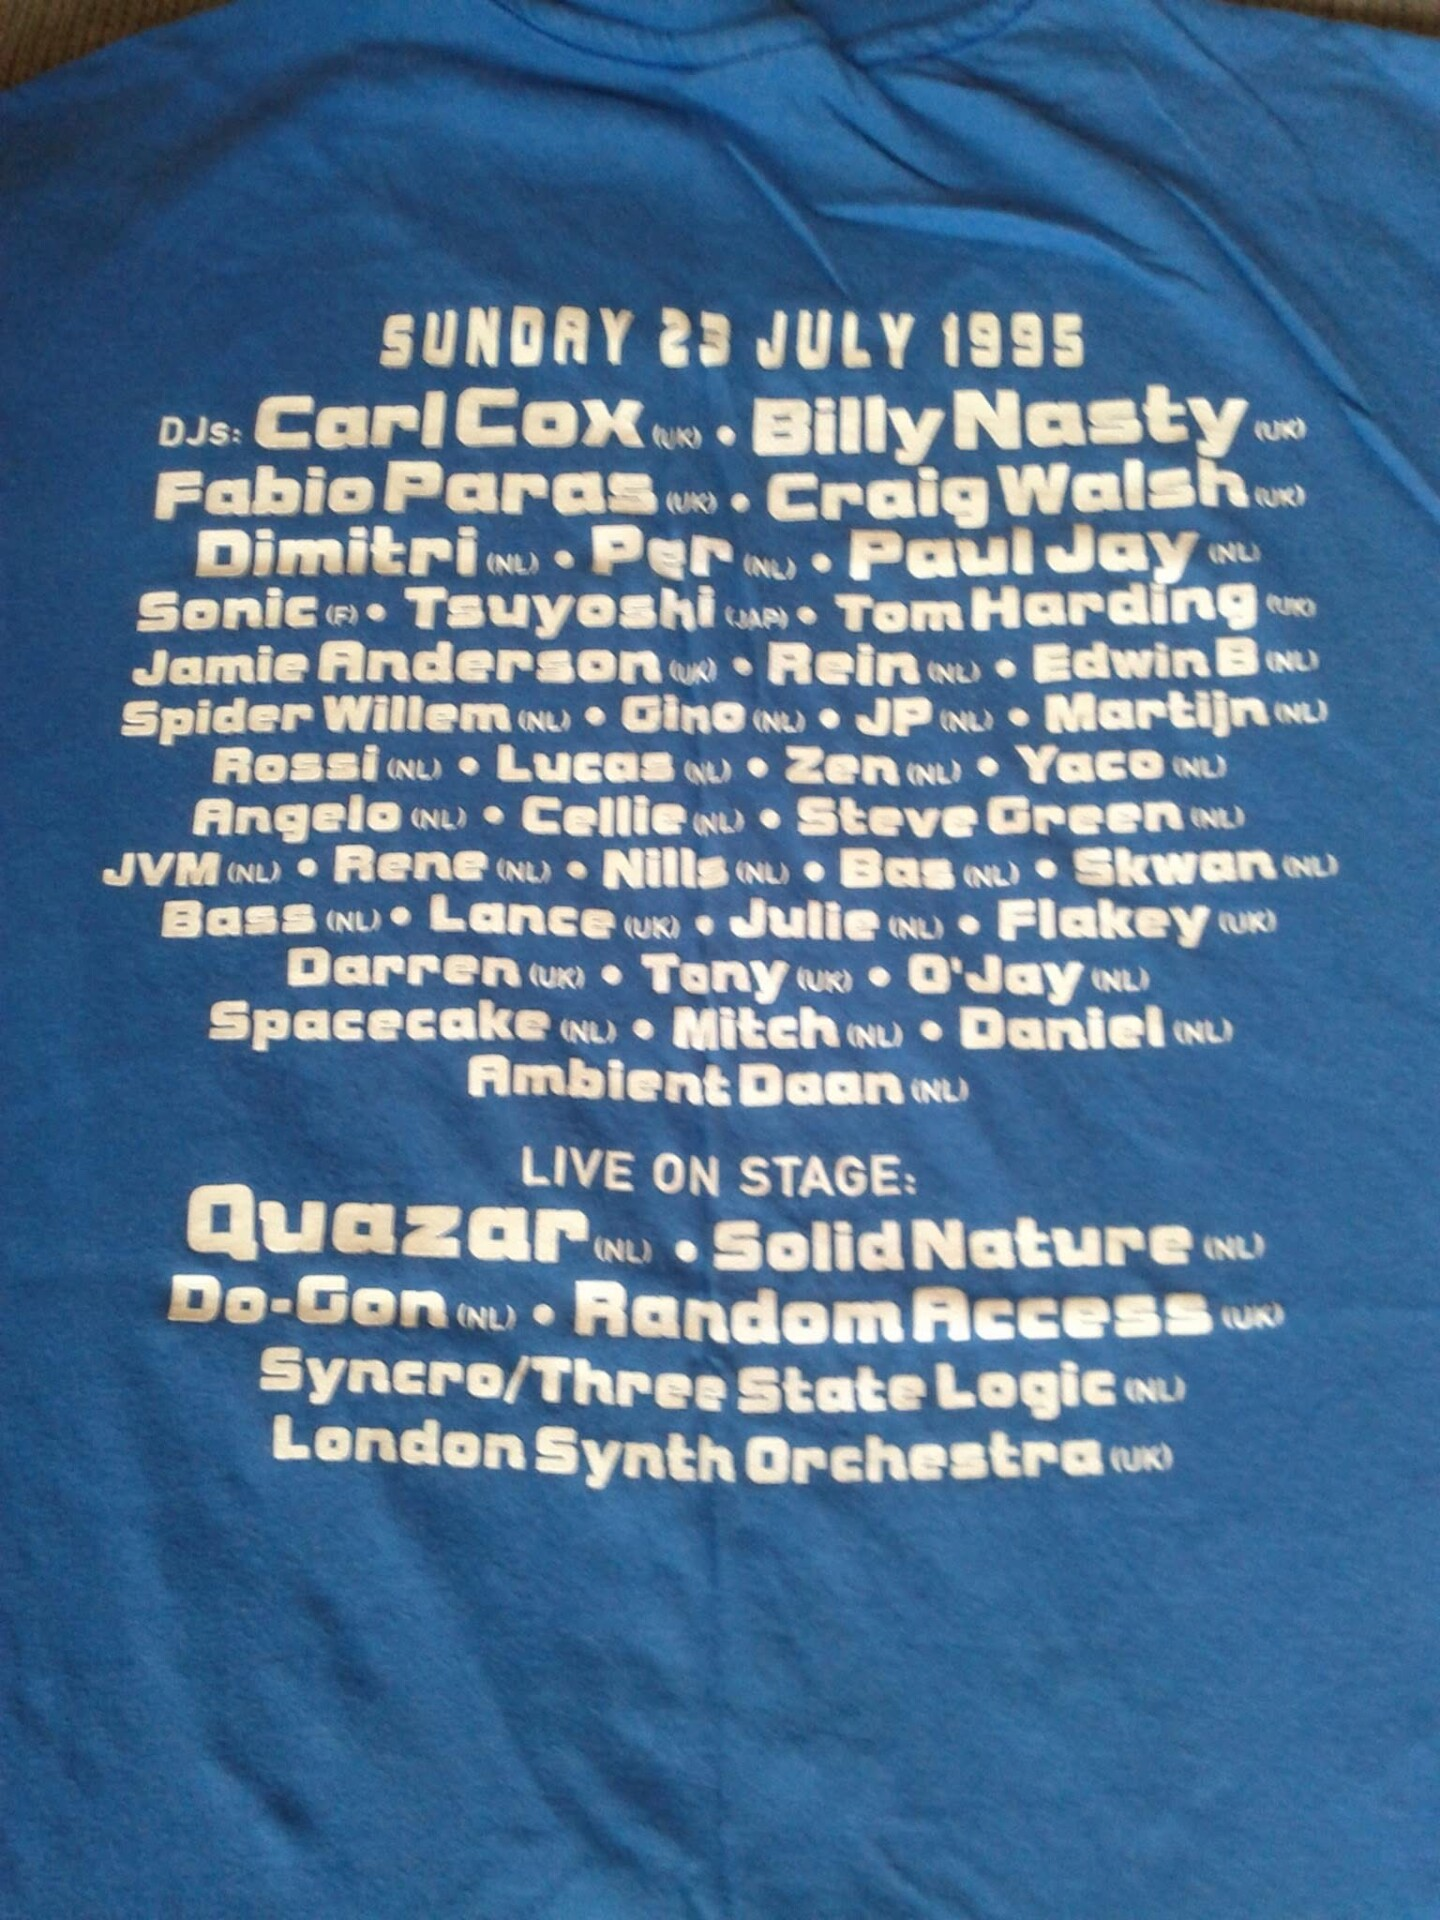 SUNDAY 23 JULY 1995
DJs: Carl Cox (UK) • Billy Nasty (UK)
Fabio Paras (UK) • Craig Walsh (UK)
Dimitri (NL) • Per (NL) • Paul Jay (NL)
Sonic (F) • Tsuyoshi (JAP) • Tom Harding (UK)
Jamie Anderson (UK) • Rein (NL) • Edwin B (NL)
Spider Willem (NL) • Gino (NL) • JP (NL) • Martijn (NL)
Rossi (NL) • Lucas (NL) • Zen (NL) • Yaco (NL)
Angelo (NL) • Cellie (NL) • Steve Green (NL)
JVM (NL) • Rene (NL) • Nills (NL) • Bas (NL) • Skwan (NL)
Bass (NL) • Lance (UK) • Julie (NL) • Flakey (UK)
Darren (UK) • Tony (UK) • O'Jay (NL)
Spacecake (NL) • Mitch (NL) • Daniel (NL)
Ambient Daan (NL)
LIVE ON STAGE:
Quazar (NL) • Solid Nature (NL)
Do-Gon (NL) • Random Access (UK)
Syncro/Three State Logic (NL)
London Synth Orchestra (UK)